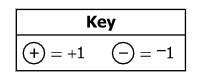 Key
+ = +1 − = −1